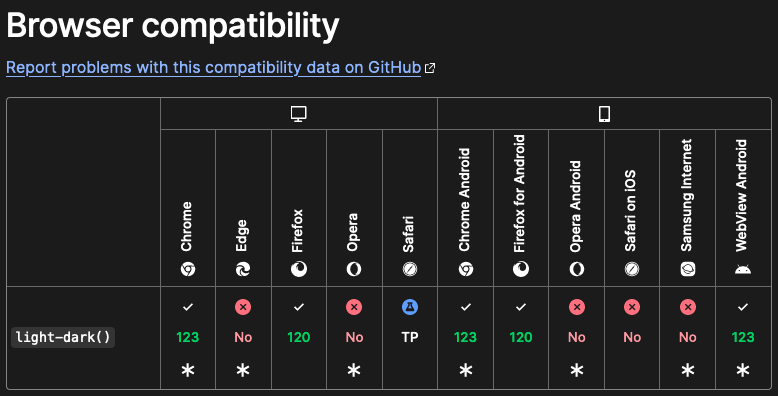 Browser compatibility
Report problems with this compatibility data on GitHub
Chrome
Edge
Firefox
Opera
Safari
Chrome Android
Firefox for Android
Opera Android
Safari on iOS
Samsung Internet
WebView Android
light-dark() 123 No 120 No TP 123 120 No No No 123
* * * * * * *